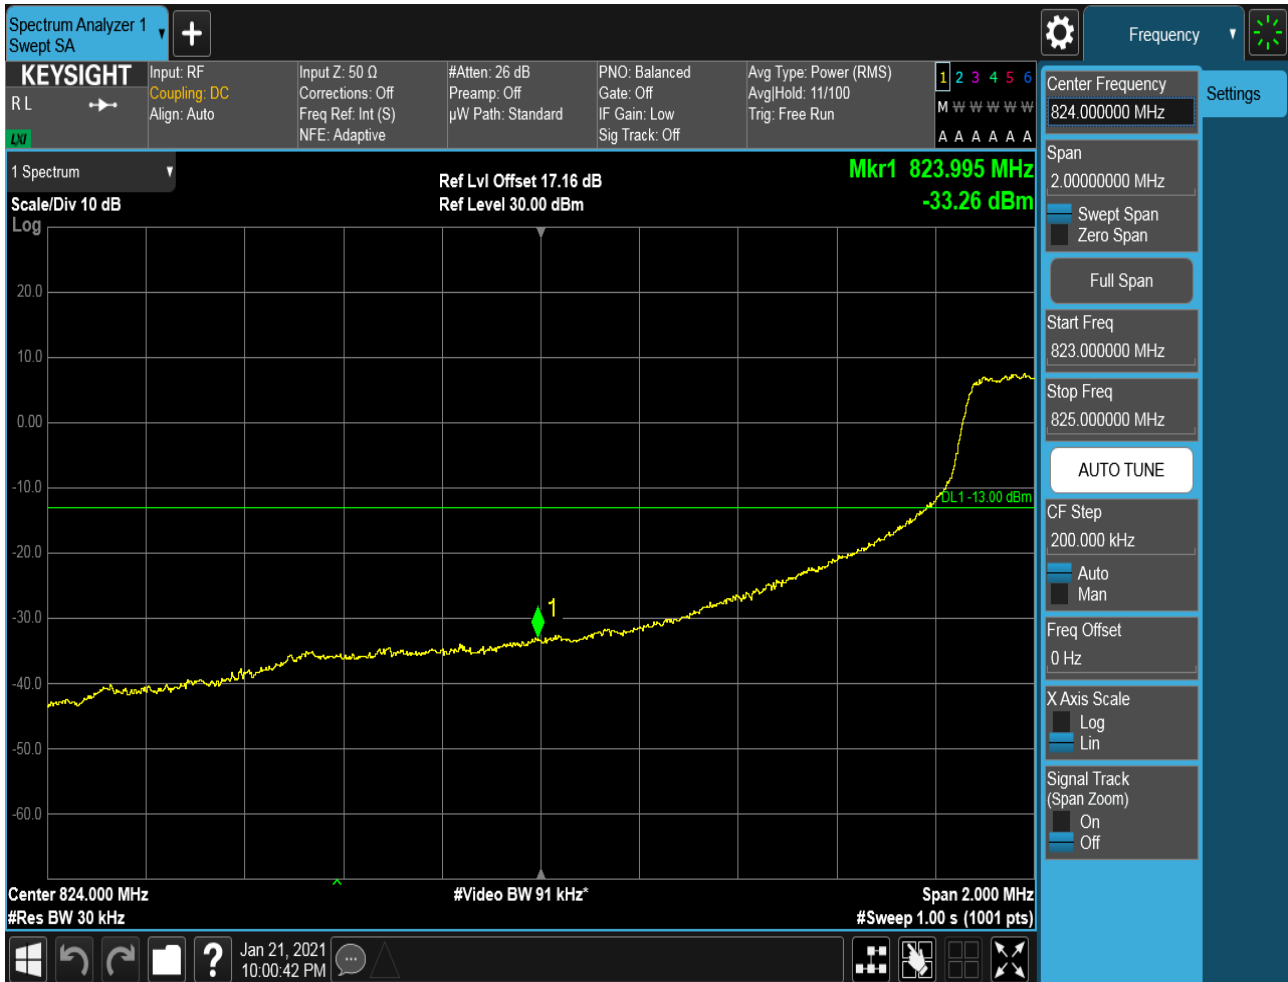 Spectrum Analyzer 1
Swept SA
+
Frequency
KEYSIGHT
R L
LXI
Input: RF
Coupling: DC
Align: Auto
Input Z: 50 Ω
Corrections: Off
Freq Ref: Int (S)
NFE: Adaptive
#Atten: 26 dB
Preamp: Off
µW Path: Standard
PNO: Balanced
Gate: Off
IF Gain: Low
Sig Track: Off
Avg Type: Power (RMS)
Avg|Hold: 11/100
Trig: Free Run
1 2 3 4 5 6
M W W W W W
A A A A A A
1 Spectrum
Scale/Div 10 dB
Log
Ref Lvl Offset 17.16 dB
Ref Level 30.00 dBm
Mkr1 823.995 MHz
-33.26 dBm
20.0
10.0
0.00
-10.0
DL1 -13.00 dBm
-20.0
-30.0
1
-40.0
-50.0
-60.0
Center 824.000 MHz
#Video BW 91 kHz*
Span 2.000 MHz
#Res BW 30 kHz
#Sweep 1.00 s (1001 pts)
?
Jan 21, 2021
10:00:42 PM
Center Frequency
824.000000 MHz
Settings
Span
2.00000000 MHz
Swept Span
Zero Span
Full Span
Start Freq
823.000000 MHz
Stop Freq
825.000000 MHz
AUTO TUNE
CF Step
200.000 kHz
Auto
Man
Freq Offset
0 Hz
X Axis Scale
Log
Lin
Signal Track
(Span Zoom)
On
Off